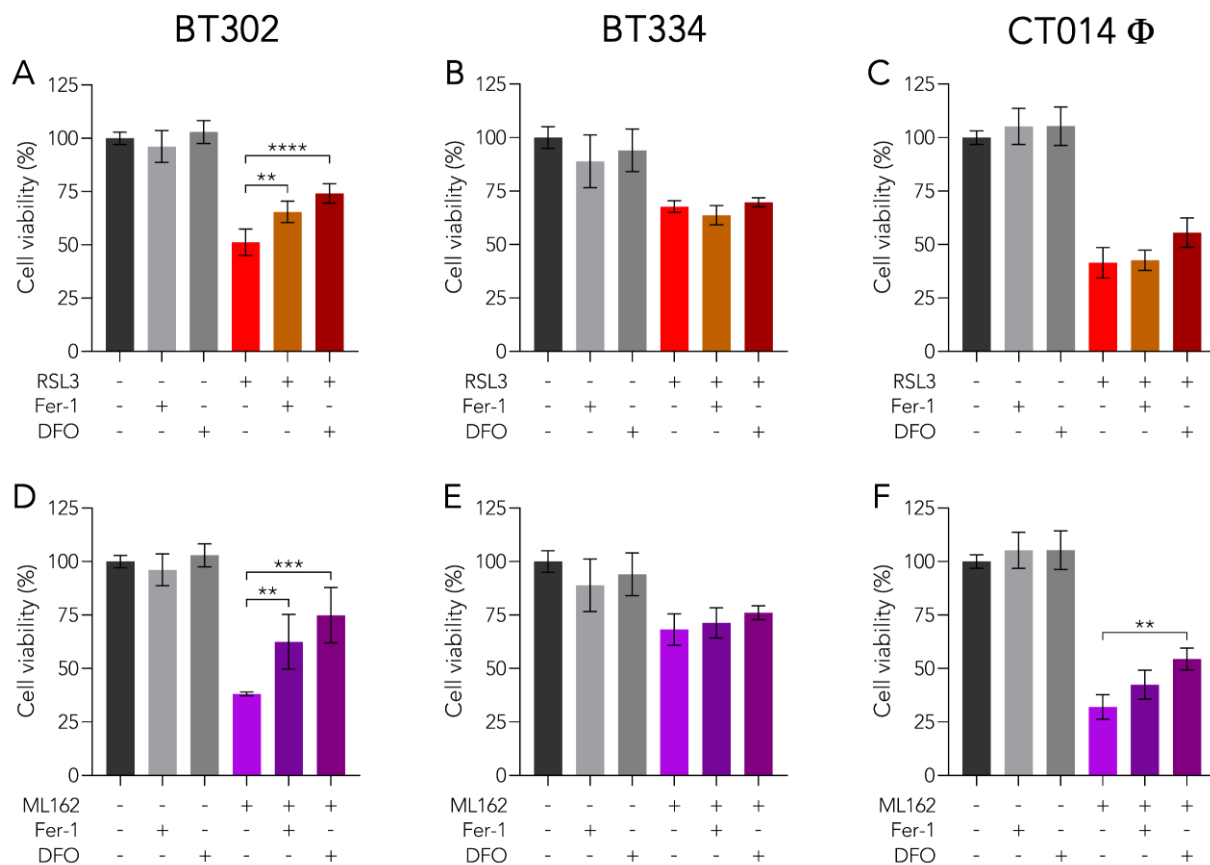 BT302 BT334 CT014 Φ
A B C
125 125 125
100 100 100
**** 
**
75 75 75
50 50 50
25 25 25
0 0 0
Cell viability (%) Cell viability (%) Cell viability (%)
RSL3 - - - + + + RSL3 - - - + + + RSL3 - - - + + +
Fer-1 - + - - + - Fer-1 - + - - + - Fer-1 - + - - + -
DFO - - + - - + DFO - - + - - + DFO - - + - - +
D E F
125 125 125
100 100 100
***
**
**
75 75 75
50 50 50
25 25 25
0 0 0
Cell viability (%) Cell viability (%) Cell viability (%)
ML162 - - - + + + ML162 - - - + + + ML162 - - - + + +
Fer-1 - + - - + - Fer-1 - + - - + - Fer-1 - + - - + -
DFO - - + - - + DFO - - + - - + DFO - - + - - +